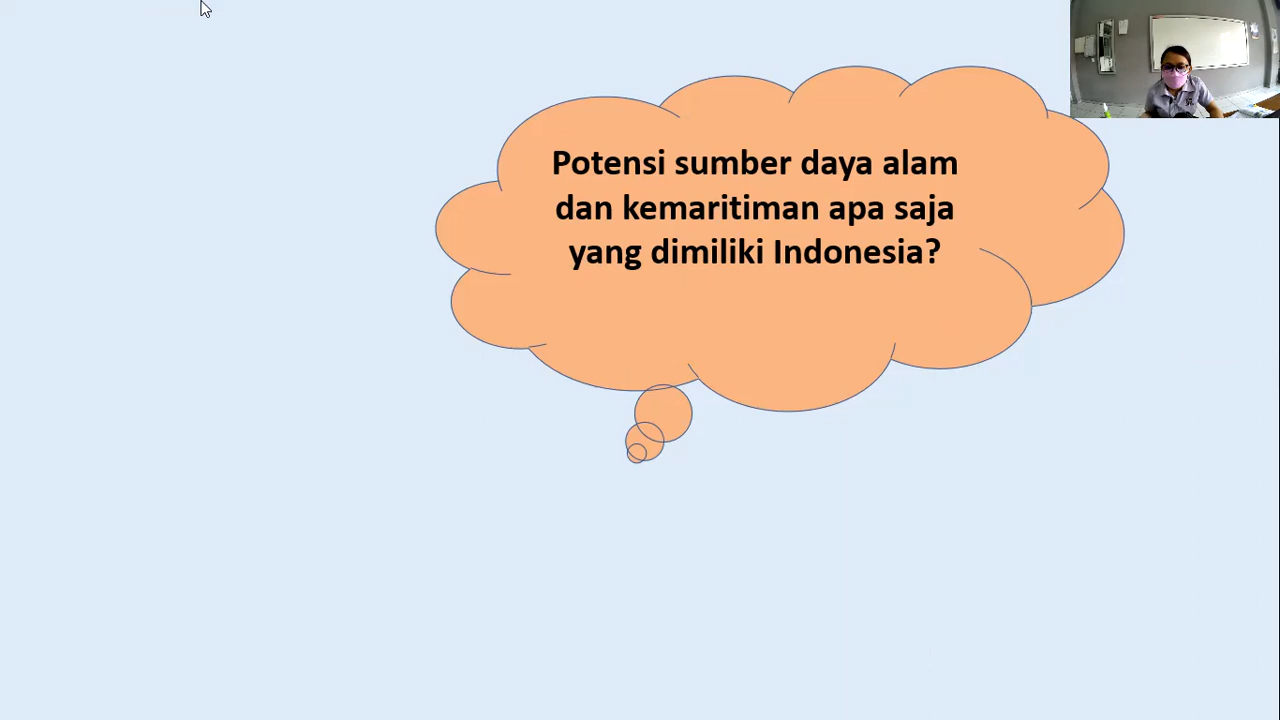 Potensi sumber daya alam
dan kemaritiman apa saja
yang dimiliki Indonesia?